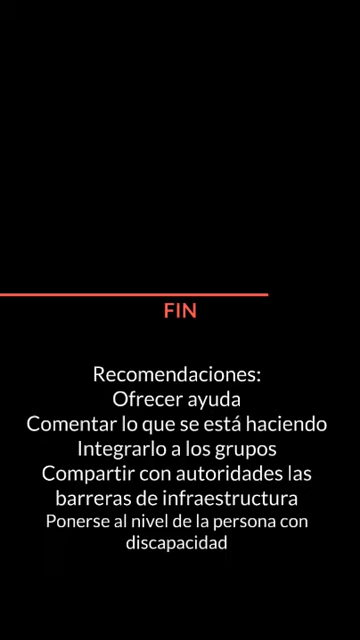 FIN
Recomendaciones:
Ofrecer ayuda
Comentar lo que se está haciendo
Integrarlo a los grupos
Compartir con autoridades las
barreras de infraestructura
Ponerse al nivel de la persona con
discapacidad